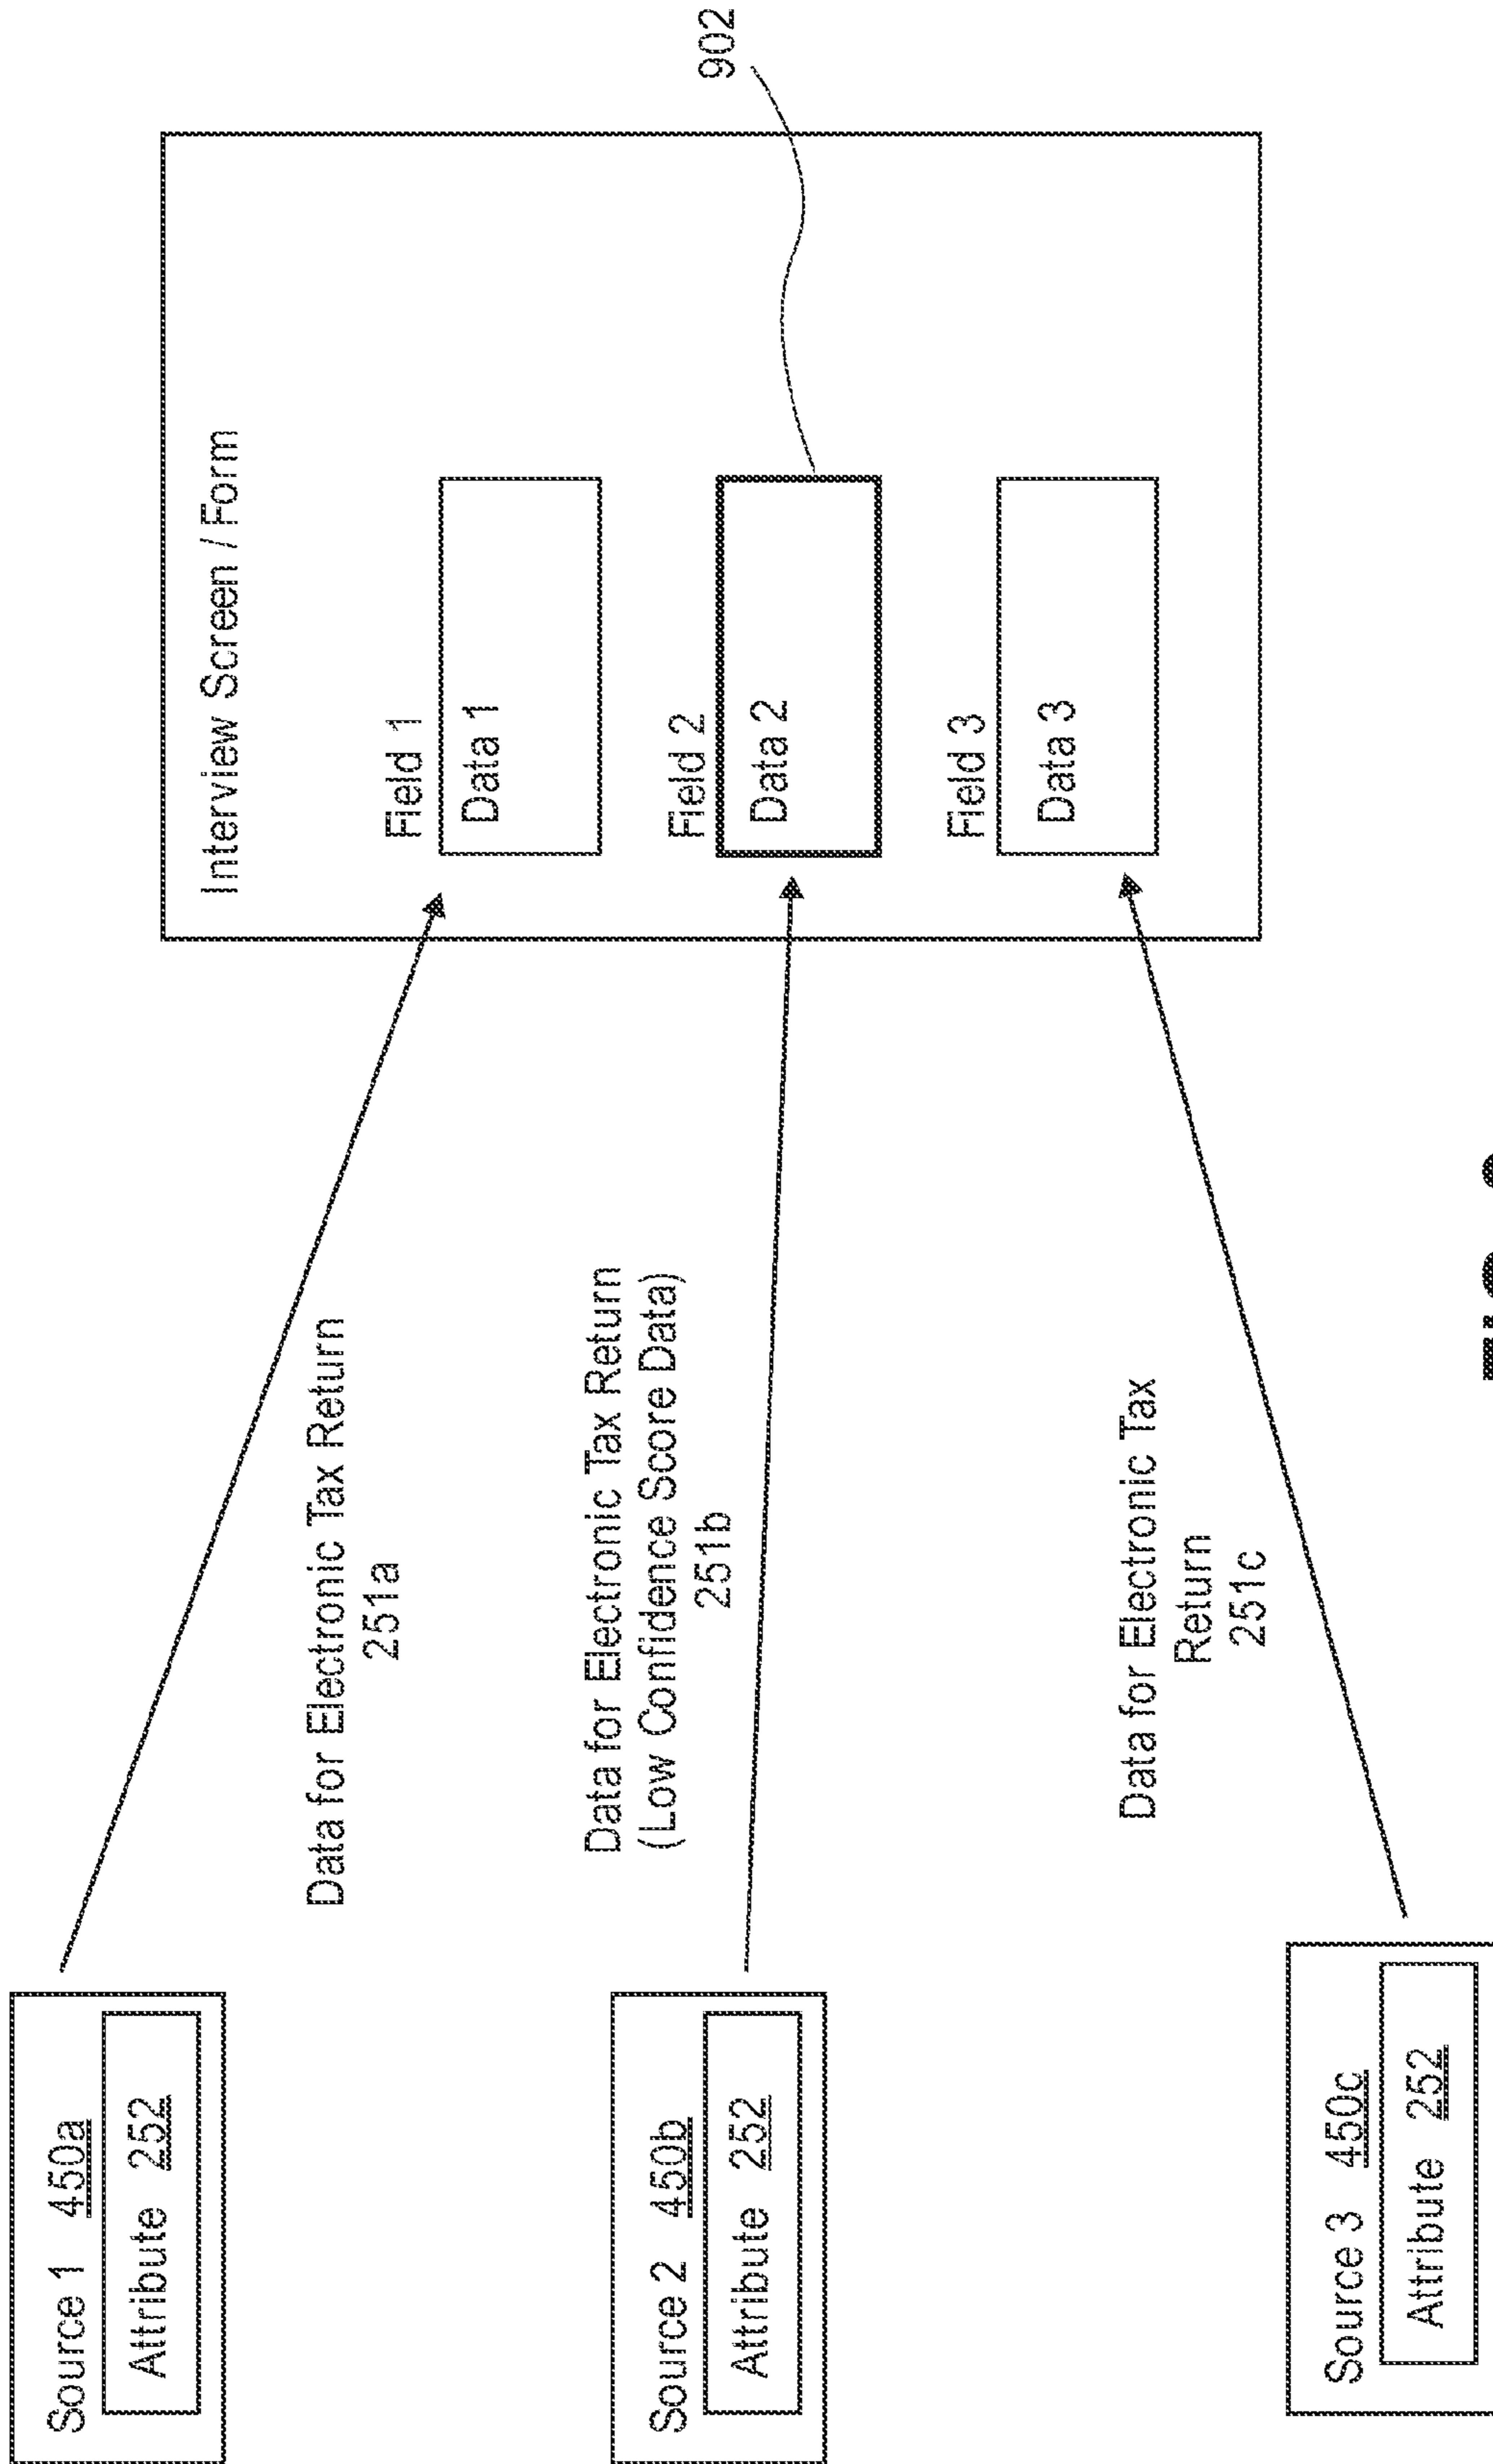 Source 1 450a
Attribute 252
Data for Electronic Tax Return
251a
Source 2 450b
Attribute 252
Data for Electronic Tax Return
(Low Confidence Score Data)
251b
Source 3 450c
Attribute 252
Data for Electronic Tax
Return
251c
Interview Screen / Form
Field 1
Data 1
Field 2
Data 2
Field 3
Data 3
902